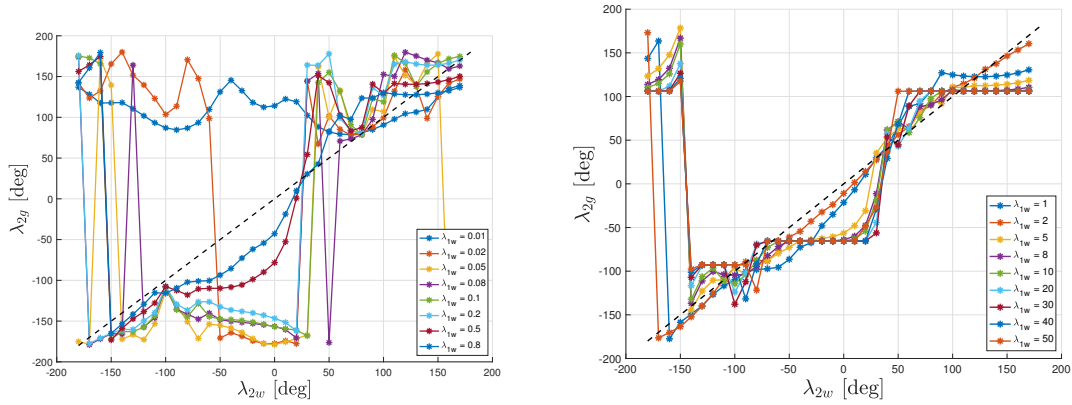 200
150
100
50
0
-50
-100
-150
-200
-200 -150 -100 -50 0 50 100 150 200
λ2g [deg]
λ2w [deg]
λ1w = 0.01
λ1w = 0.02
λ1w = 0.05
λ1w = 0.08
λ1w = 0.1
λ1w = 0.2
λ1w = 0.5
λ1w = 0.8
200
150
100
50
0
-50
-100
-150
-200
-200 -150 -100 -50 0 50 100 150 200
λ2g [deg]
λ2w [deg]
λ1w = 1
λ1w = 2
λ1w = 5
λ1w = 8
λ1w = 10
λ1w = 20
λ1w = 30
λ1w = 40
λ1w = 50